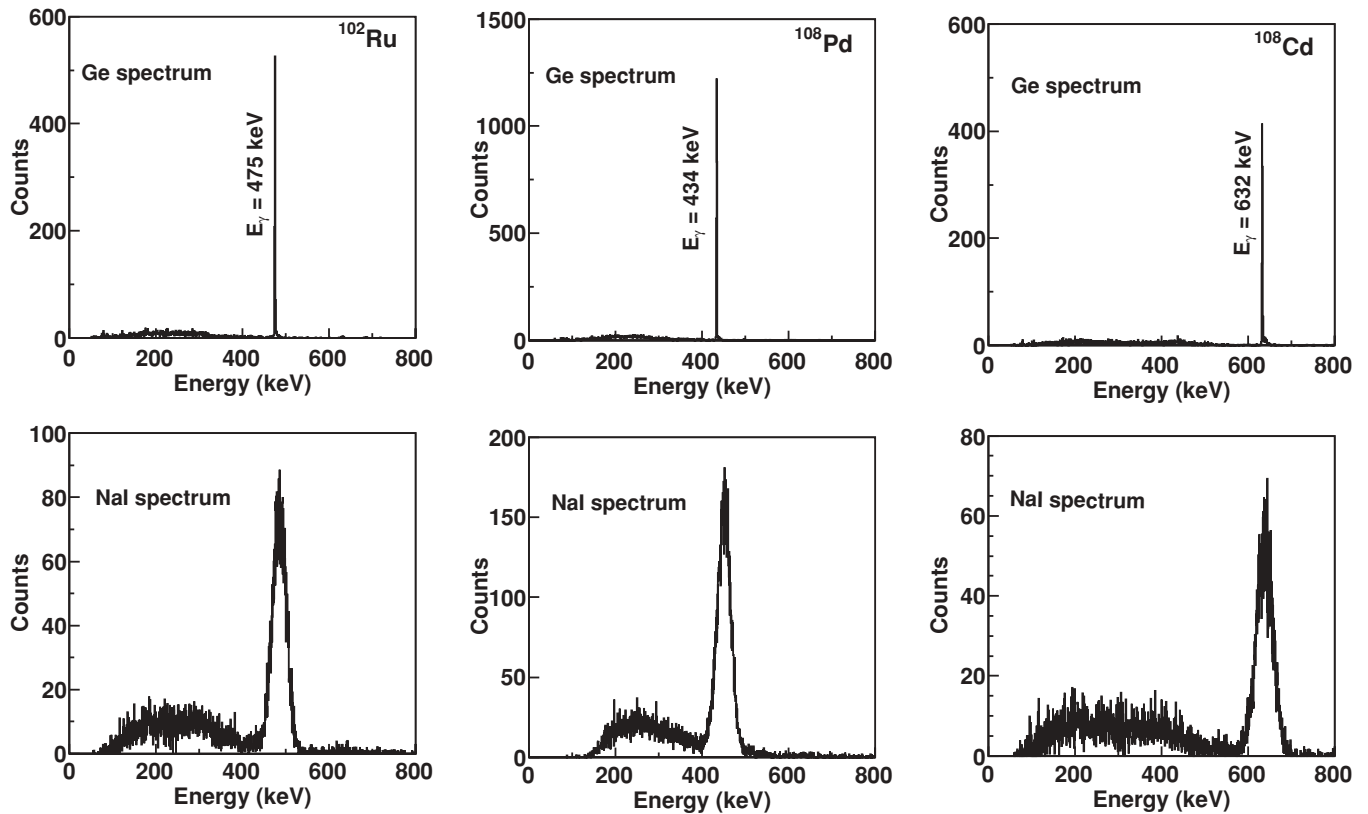 600
400
200
0
Counts
102Ru
Ge spectrum
Eγ = 475 keV
0 200 400 600 800
Energy (keV)
1500
1000
500
0
Counts
108Pd
Ge spectrum
Eγ = 434 keV
0 200 400 600 800
Energy (keV)
600
400
200
0
Counts
108Cd
Ge spectrum
Eγ = 632 keV
0 200 400 600 800
Energy (keV)
100
80
60
40
20
0
Counts
NaI spectrum
0 200 400 600 800
Energy (keV)
200
150
100
50
0
Counts
NaI spectrum
0 200 400 600 800
Energy (keV)
80
60
40
20
0
Counts
NaI spectrum
0 200 400 600 800
Energy (keV)